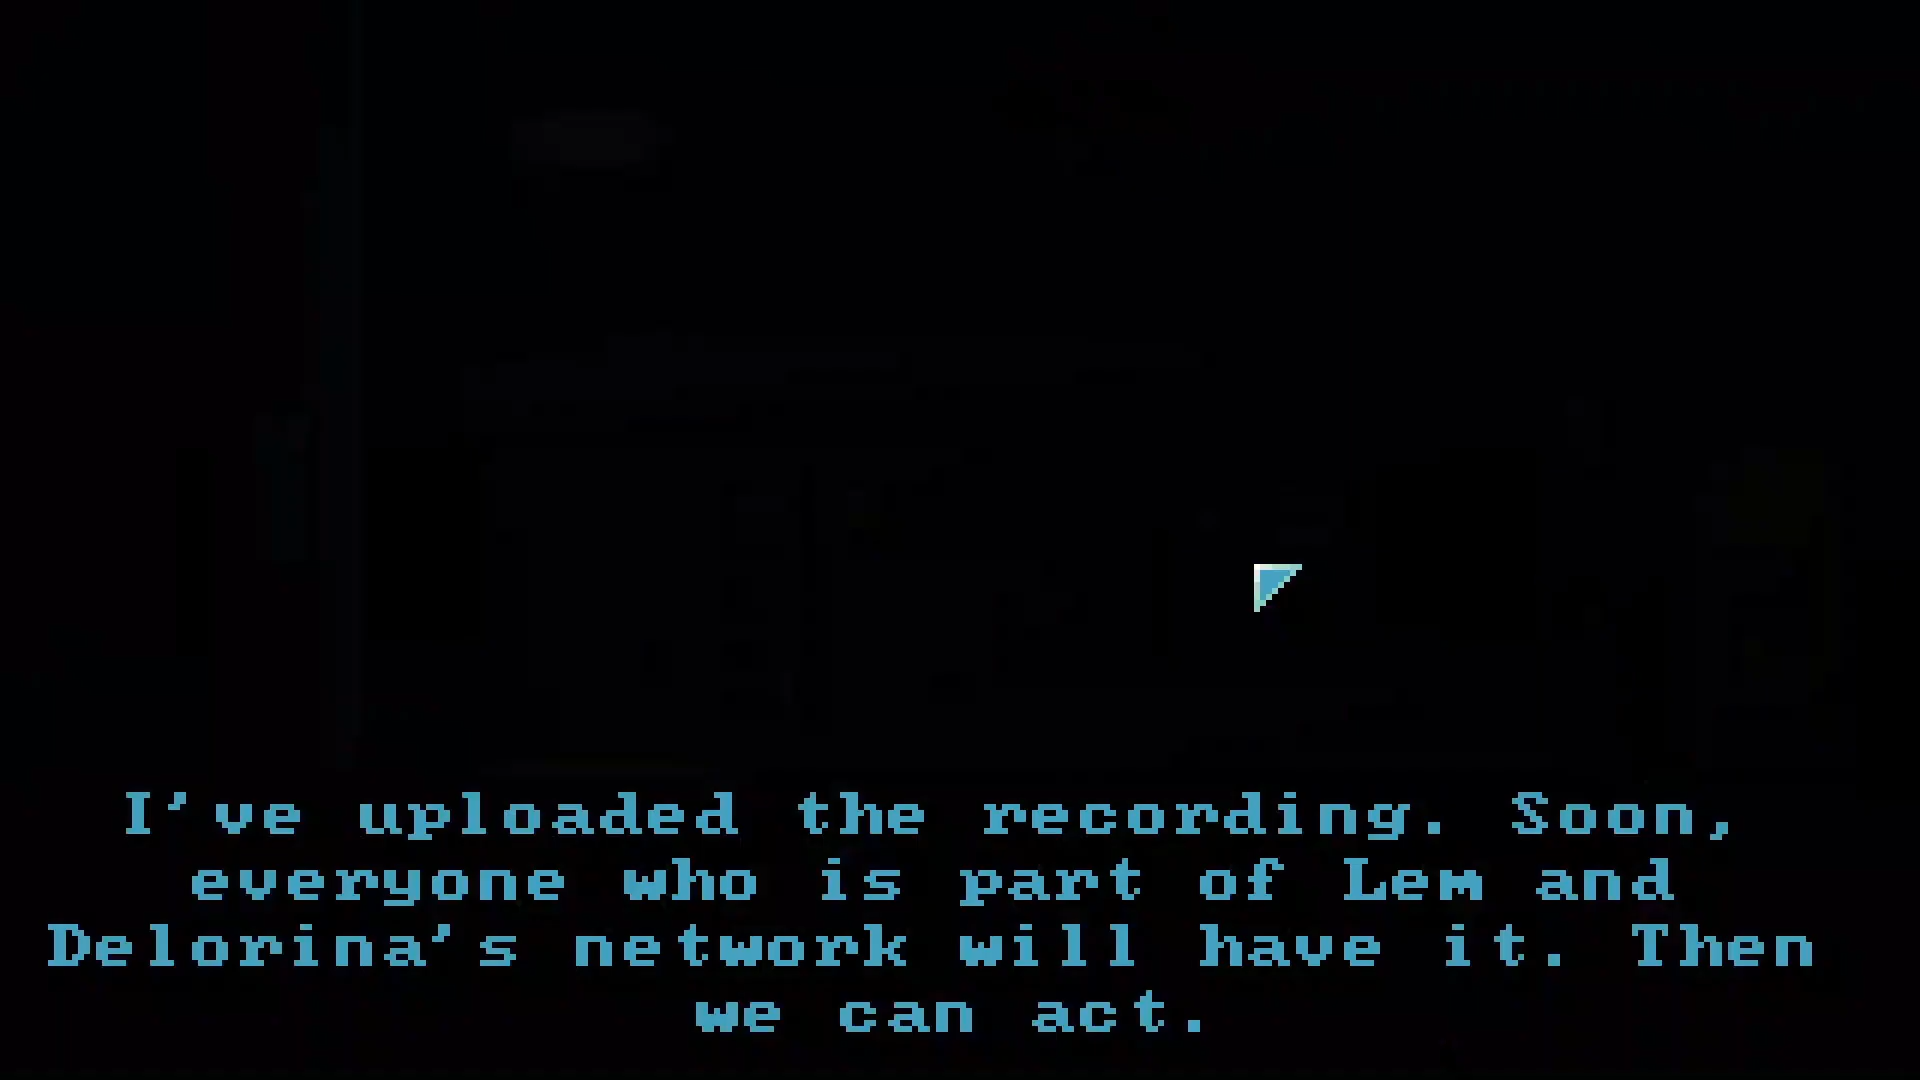 I've uploaded the recording. Soon,
everyone who is part of Lem and
Delorina's network will have it. Then
we can act.